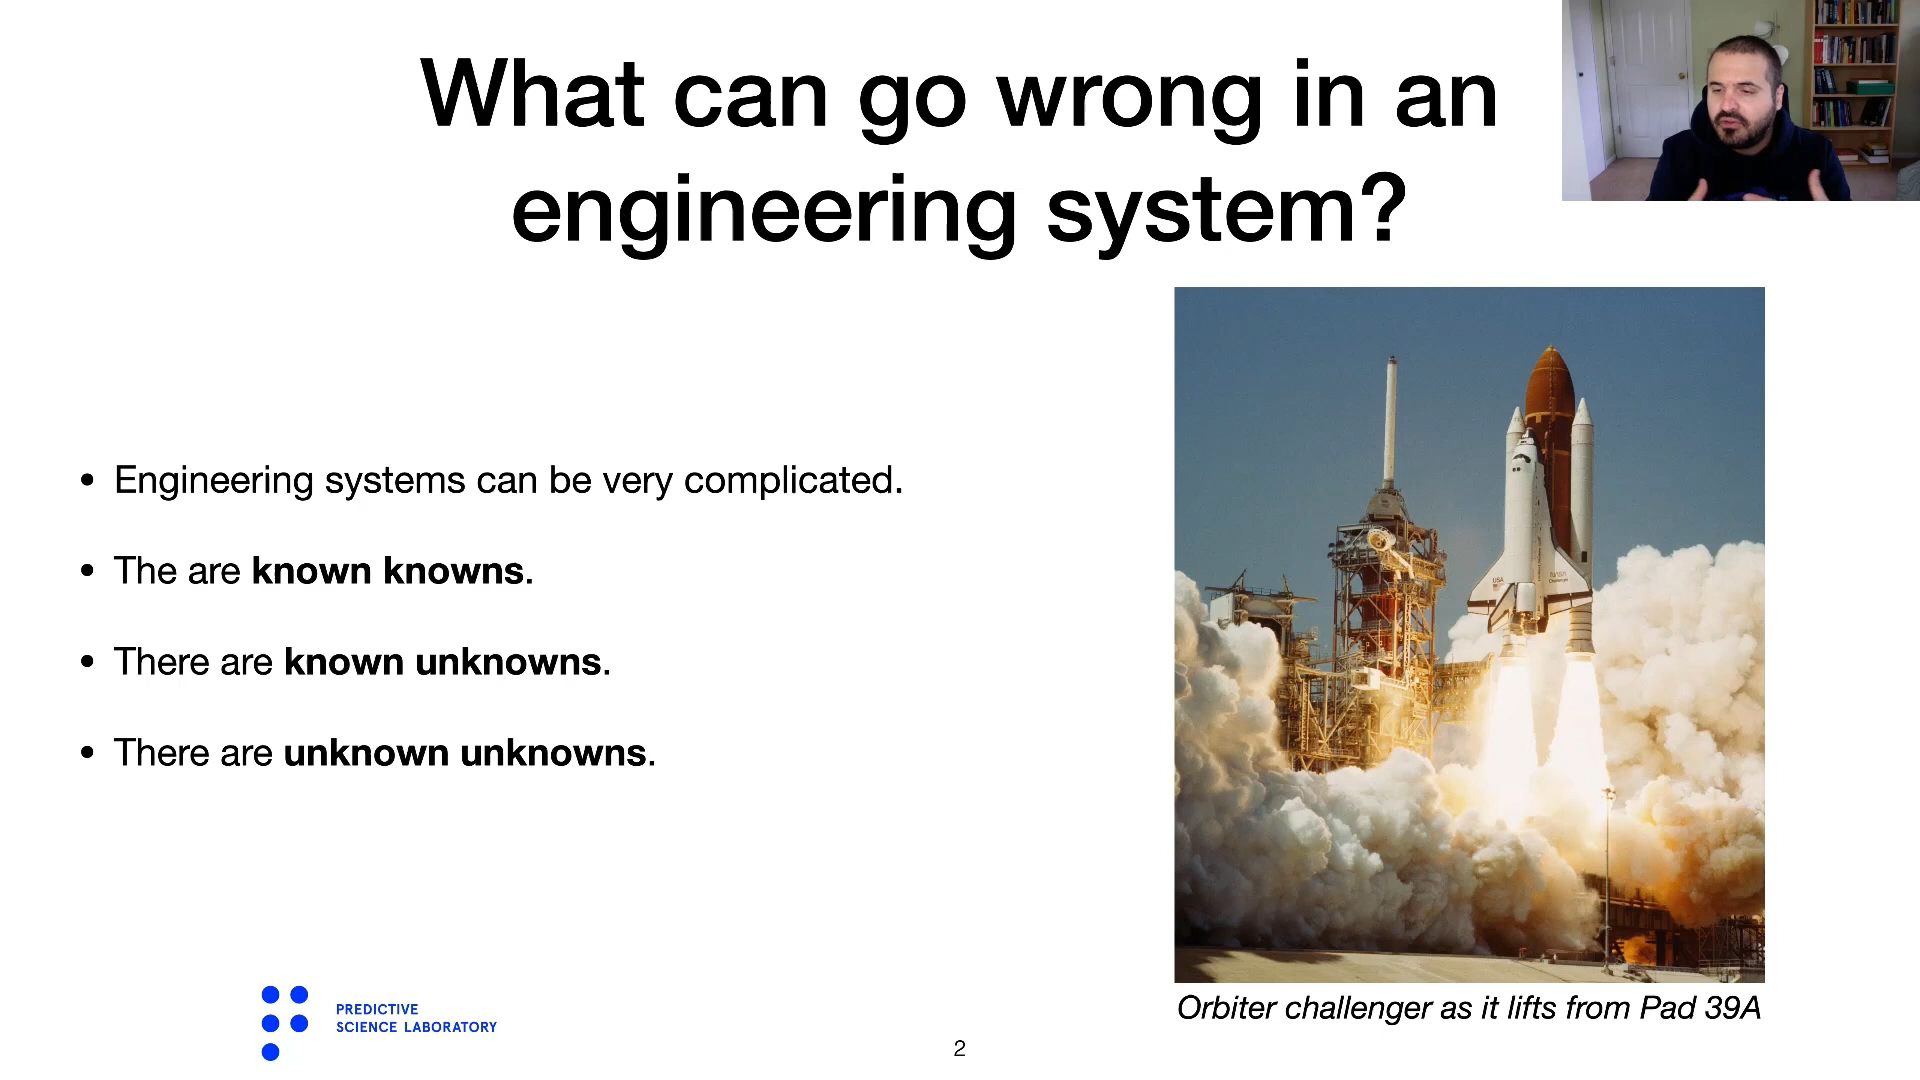 What can go wrong in an
engineering system?
• Engineering systems can be very complicated.
• The are known knowns.
• There are known unknowns.
• There are unknown unknowns.
USA
Orbiter challenger as it lifts from Pad 39A
PREDICTIVE
SCIENCE LABORATORY
2